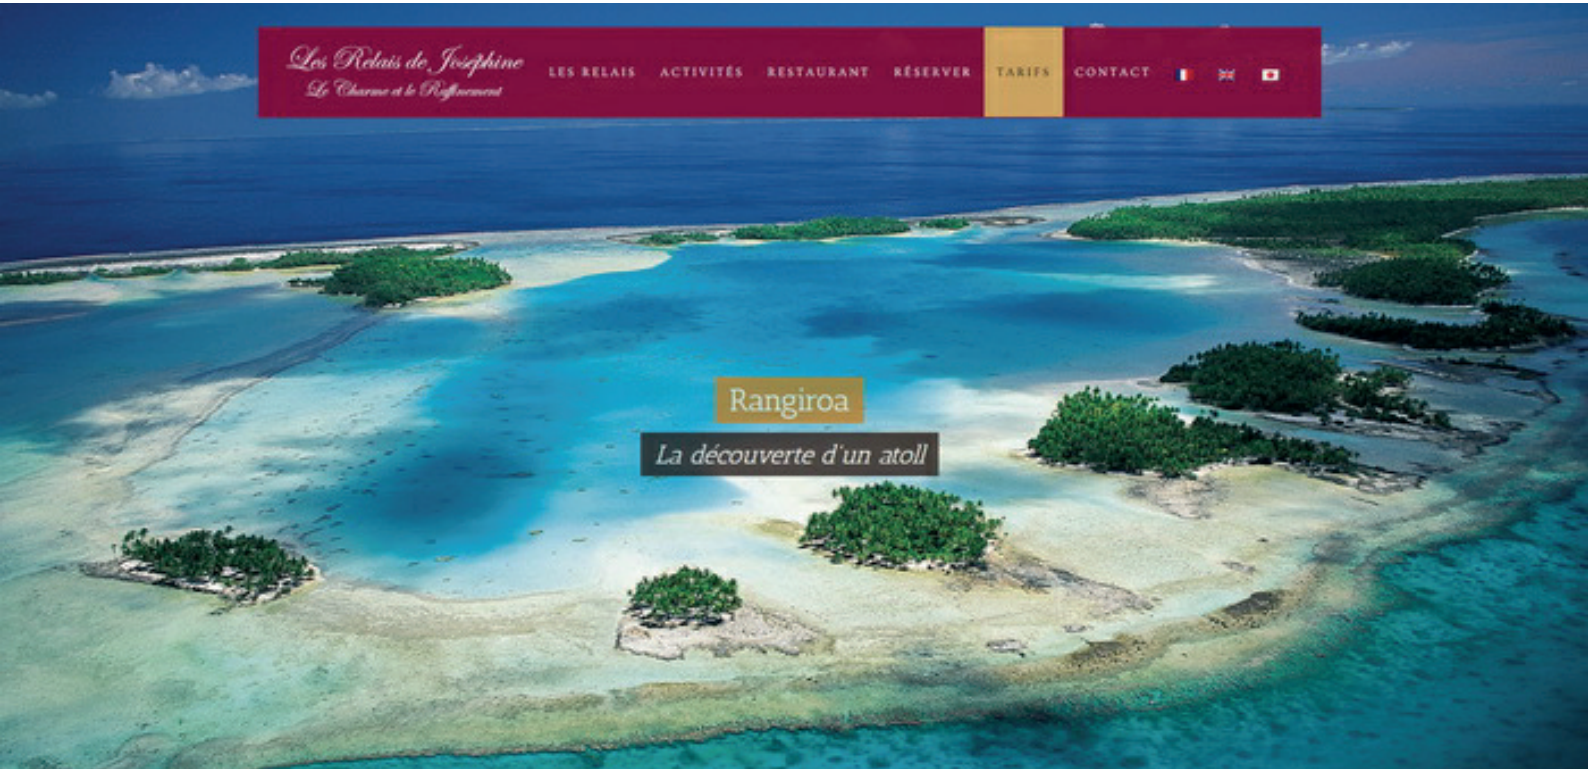 Les Relais de Joséphine
Le Charme et le Raffinement
LES RELAIS
ACTIVITÉS
RESTAURANT
RÉSERVER
TARIFS
CONTACT
Rangiroa
La découverte d'un atoll